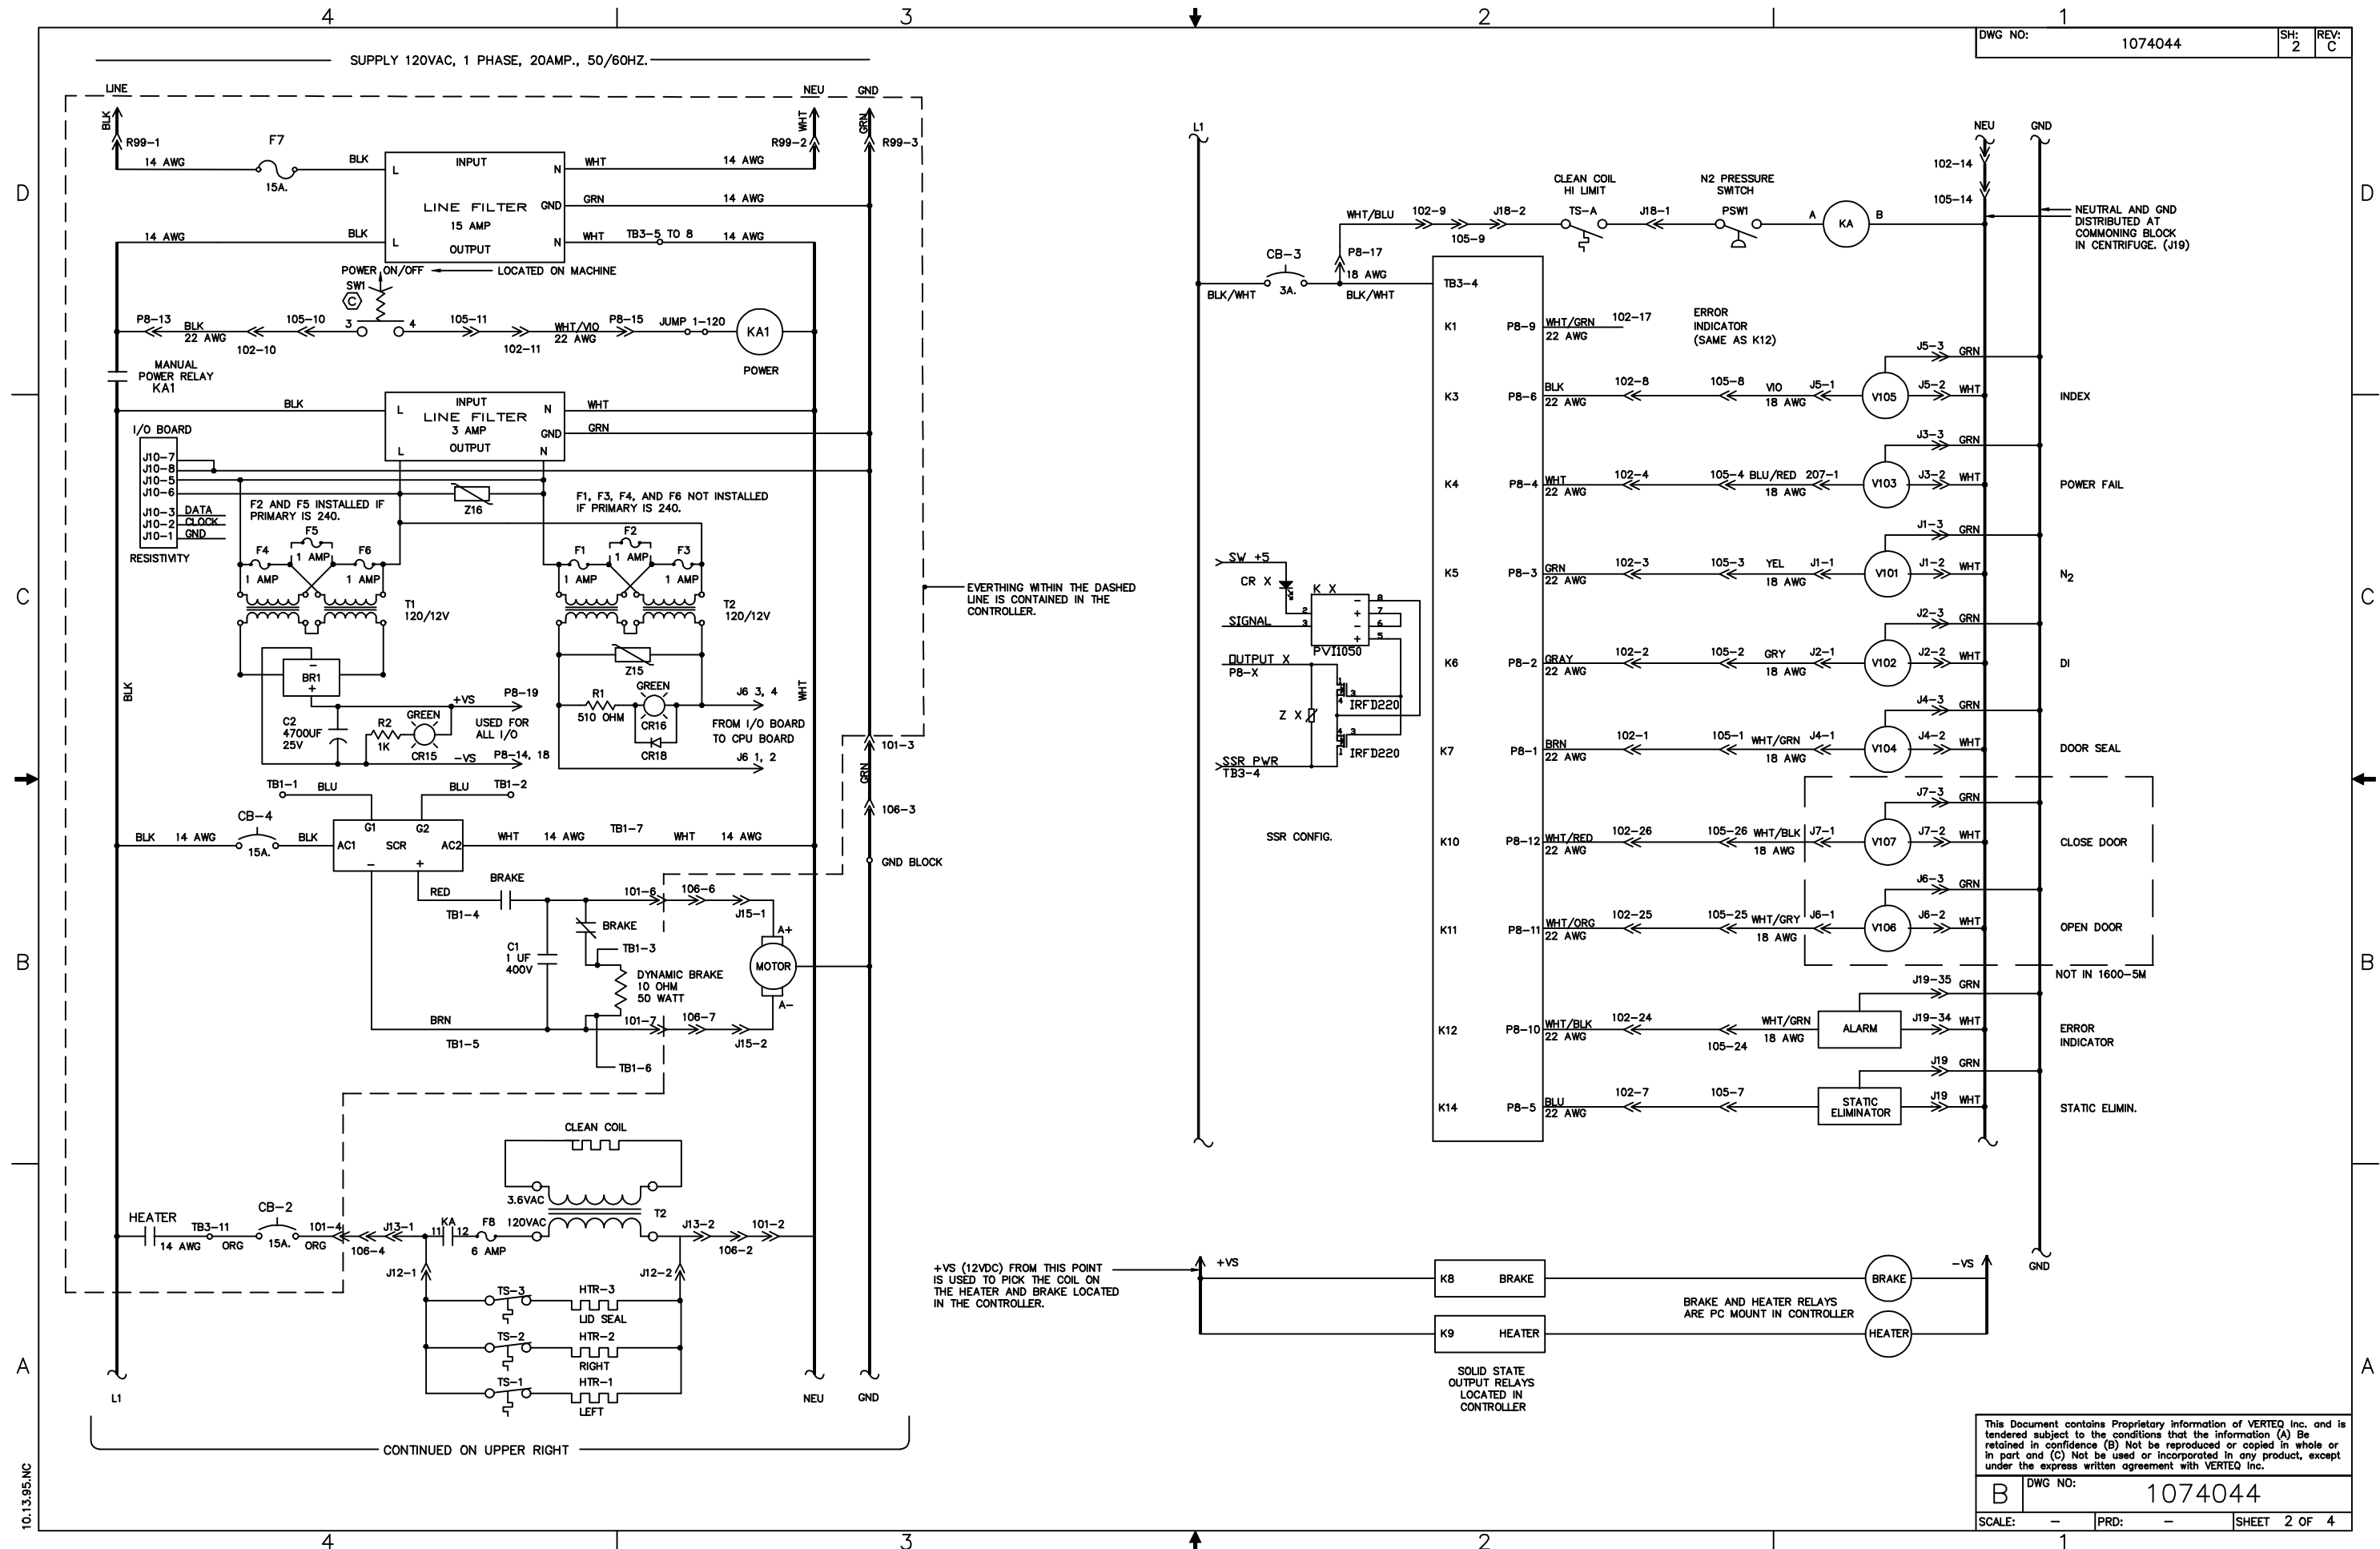 4
3
2
1
DWG NO:
1074044
SH:
2
REV:
C
SUPPLY 120VAC, 1 PHASE, 20AMP., 50/60HZ.
LINE
NEU
GND
BLK
WHT
GRN
R99-1
R99-2
R99-3
F7
14 AWG
15A.
BLK
L
INPUT
N
WHT
14 AWG
LINE FILTER
GND
GRN
14 AWG
15 AMP
14 AWG
BLK
L
OUTPUT
N
WHT
TB3-5 TO 8
14 AWG
D
POWER ON/OFF
LOCATED ON MACHINE
SW1
C
P8-13
BLK
22 AWG
102-10
105-10
3
4
105-11
102-11
WHT/VIO
22 AWG
P8-15
JUMP 1-120
KA1
POWER
MANUAL
POWER RELAY
KA1
BLK
L
INPUT
N
WHT
LINE FILTER
3 AMP
GND
GRN
L
OUTPUT
N
I/O BOARD
J10-7
J10-8
J10-5
J10-6
J10-3
DATA
J10-2
CLOCK
J10-1
GND
RESISTIVITY
F2 AND F5 INSTALLED IF
PRIMARY IS 240.
Z16
F1, F3, F4, AND F6 NOT INSTALLED
IF PRIMARY IS 240.
F4
F5
F6
1 AMP
1 AMP
1 AMP
F1
F2
F3
1 AMP
1 AMP
1 AMP
T1
120/12V
T2
120/12V
C
EVERTHING WITHIN THE DASHED
LINE IS CONTAINED IN THE
CONTROLLER.
-
BR1
+
Z15
BLK
WHT
+VS
P8-19
GREEN
R1
510 OHM
CR16
CR18
J6 3, 4
FROM I/O BOARD
TO CPU BOARD
J6 1, 2
C2
4700UF
25V
R2
1K
GREEN
CR15
USED FOR
ALL I/O
-VS
P8-14, 18
101-3
GRN
106-3
GND BLOCK
TB1-1
BLU
BLU
TB1-2
CB-4
BLK
14 AWG
15A.
BLK
G1
G2
AC1
SCR
AC2
-
+
WHT
14 AWG
TB1-7
WHT
14 AWG
RED
TB1-4
BRAKE
101-6
106-6
J15-1
BRAKE
TB1-3
C1
1 UF
400V
DYNAMIC BRAKE
10 OHM
50 WATT
A+
MOTOR
A-
BRN
TB1-5
101-7
106-7
J15-2
TB1-6
B
CLEAN COIL
3.6VAC
HEATER
14 AWG
TB3-11
ORG
CB-2
15A.
101-4
ORG
106-4
J13-1
11
KA
12
F8
6 AMP
120VAC
T2
J13-2
106-2
101-2
J12-1
J12-2
TS-3
HTR-3
LID SEAL
TS-2
HTR-2
RIGHT
TS-1
HTR-1
LEFT
A
L1
NEU
GND
CONTINUED ON UPPER RIGHT
10.13.95.NC
L1
NEU
GND
102-14
105-14
NEUTRAL AND GND
DISTRIBUTED AT
COMMONING BLOCK
IN CENTRIFUGE. (J19)
D
CLEAN COIL
HI LIMIT
N2 PRESSURE
SWITCH
WHT/BLU
102-9
105-9
J18-2
TS-A
J18-1
PSW1
A
KA
B
CB-3
BLK/WHT
3A.
P8-17
18 AWG
BLK/WHT
TB3-4
K1
P8-9
WHT/GRN
22 AWG
102-17
ERROR
INDICATOR
(SAME AS K12)
J5-3
GRN
K3
P8-6
BLK
22 AWG
102-8
105-8
VIO
18 AWG
J5-1
V105
J5-2
WHT
INDEX
J3-3
GRN
K4
P8-4
WHT
22 AWG
102-4
105-4
BLU/RED
18 AWG
207-1
V103
J3-2
WHT
POWER FAIL
J1-3
GRN
K5
P8-3
GRN
22 AWG
102-3
105-3
YEL
18 AWG
J1-1
V101
J1-2
WHT
N2
C
J2-3
GRN
K6
P8-2
GRAY
22 AWG
102-2
105-2
GRY
18 AWG
J2-1
V102
J2-2
WHT
DI
J4-3
GRN
K7
P8-1
BRN
22 AWG
102-1
105-1
WHT/GRN
18 AWG
J4-1
V104
J4-2
WHT
DOOR SEAL
J7-3
GRN
K10
P8-12
WHT/RED
22 AWG
102-26
105-26
WHT/BLK
18 AWG
J7-1
V107
J7-2
WHT
CLOSE DOOR
J6-3
GRN
K11
P8-11
WHT/ORG
22 AWG
102-25
105-25
WHT/GRY
18 AWG
J6-1
V106
J6-2
WHT
OPEN DOOR
NOT IN 1600-5M
B
J19-35
GRN
K12
P8-10
WHT/BLK
22 AWG
102-24
105-24
WHT/GRN
18 AWG
ALARM
J19-34
WHT
ERROR
INDICATOR
J19
GRN
K14
P8-5
BLU
22 AWG
102-7
105-7
STATIC
ELIMINATOR
J19
WHT
STATIC ELIMIN.
SW +5
CR X
K X
SIGNAL
2
3
-
+
-
+
8
7
6
5
PVI1050
OUTPUT X
P8-X
1
4
3
IRFD220
Z X
4
1
3
IRFD220
SSR PWR
TB3-4
SSR CONFIG.
+VS (12VDC) FROM THIS POINT
IS USED TO PICK THE COIL ON
THE HEATER AND BRAKE LOCATED
IN THE CONTROLLER.
+VS
K8
BRAKE
BRAKE
-VS
GND
BRAKE AND HEATER RELAYS
ARE PC MOUNT IN CONTROLLER
K9
HEATER
HEATER
SOLID STATE
OUTPUT RELAYS
LOCATED IN
CONTROLLER
A
This Document contains Proprietary information of VERTEQ Inc. and is
tendered subject to the conditions that the information (A) Be
retained in confidence (B) Not be reproduced or copied in whole or
in part and (C) Not be used or incorporated in any product, except
under the express written agreement with VERTEQ Inc.
B
DWG NO:
1074044
SCALE: -
PRD: -
SHEET 2 OF 4
4
3
2
1